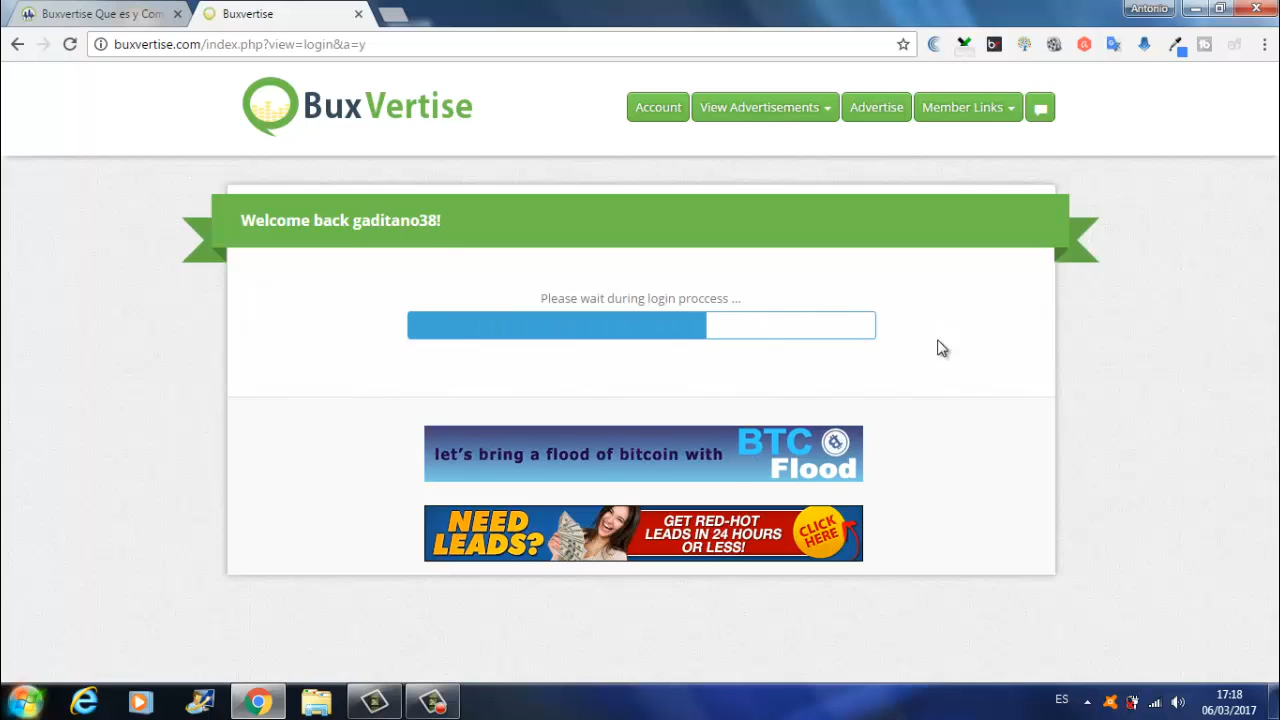 Buxvertise Que es y Com
Buxvertise
Antonio
buxvertise.com/index.php?view=login&a=y
BuxVertise
Account
View Advertisements
Advertise
Member Links
Welcome back gaditano38!
Please wait during login proccess ...
let's bring a flood of bitcoin with
BTC
Flood
NEED
LEADS?
GET RED-HOT
LEADS IN 24 HOURS
OR LESS!
CLICK
HERE
ES
17:18
06/03/2017